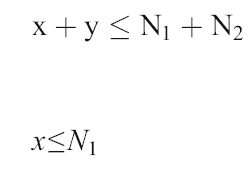 x + y ≤ N₁ + N₂
x≤N₁